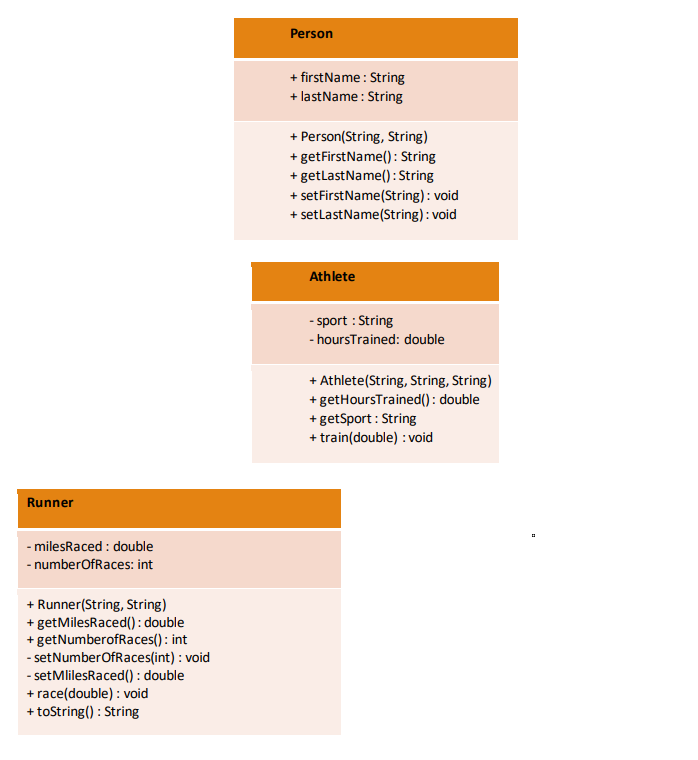 Person
+ firstName : String
+ lastName : String
+ Person(String, String)
+ getFirstName() : String
+ getLastName() : String
+ setFirstName(String) : void
+ setLastName(String) : void
Athlete
- sport : String
- hoursTrained: double
+ Athlete(String, String, String)
+ getHoursTrained() : double
+ getSport : String
+ train(double) : void
Runner
- milesRaced : double
- numberOfRaces: int
+ Runner(String, String)
+ getMilesRaced() : double
+ getNumberofRaces() : int
- setNumberOfRaces(int) : void
- setMlilesRaced() : double
+ race(double) : void
+ toString() : String